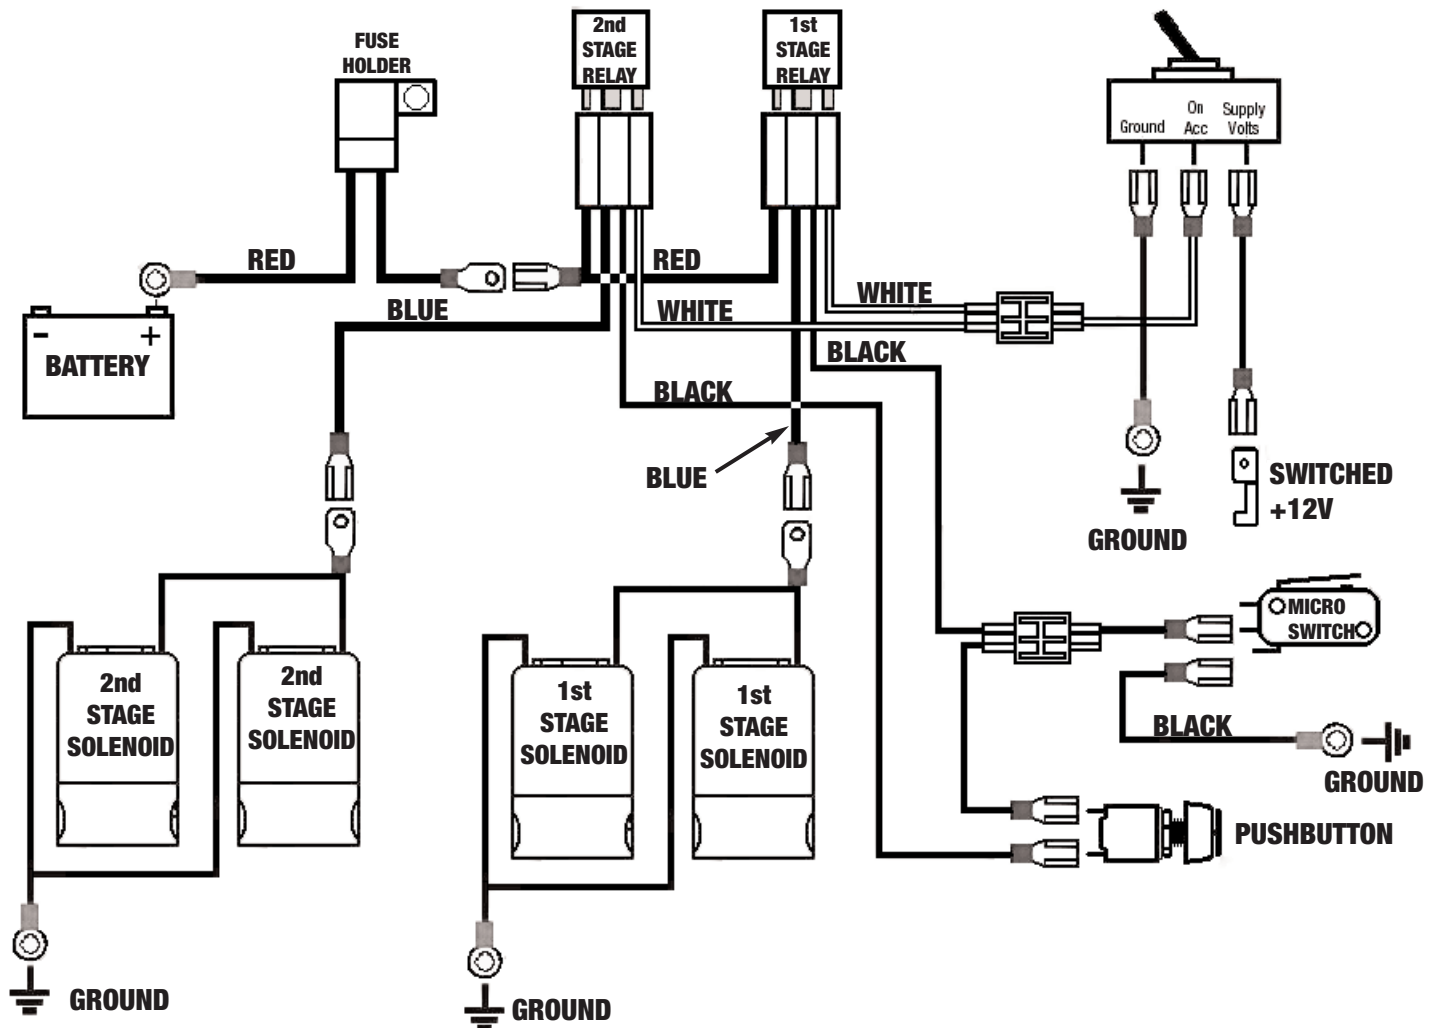 FUSE
HOLDER
2nd
STAGE
RELAY
1st
STAGE
RELAY
Ground
On
Acc
Supply
Volts
RED
RED
BLUE
WHITE
WHITE
- +
BATTERY
BLACK
BLACK
BLUE
SWITCHED
+12V
GROUND
MICRO
SWITCH
2nd
STAGE
SOLENOID
2nd
STAGE
SOLENOID
1st
STAGE
SOLENOID
1st
STAGE
SOLENOID
BLACK
GROUND
PUSHBUTTON
GROUND
GROUND